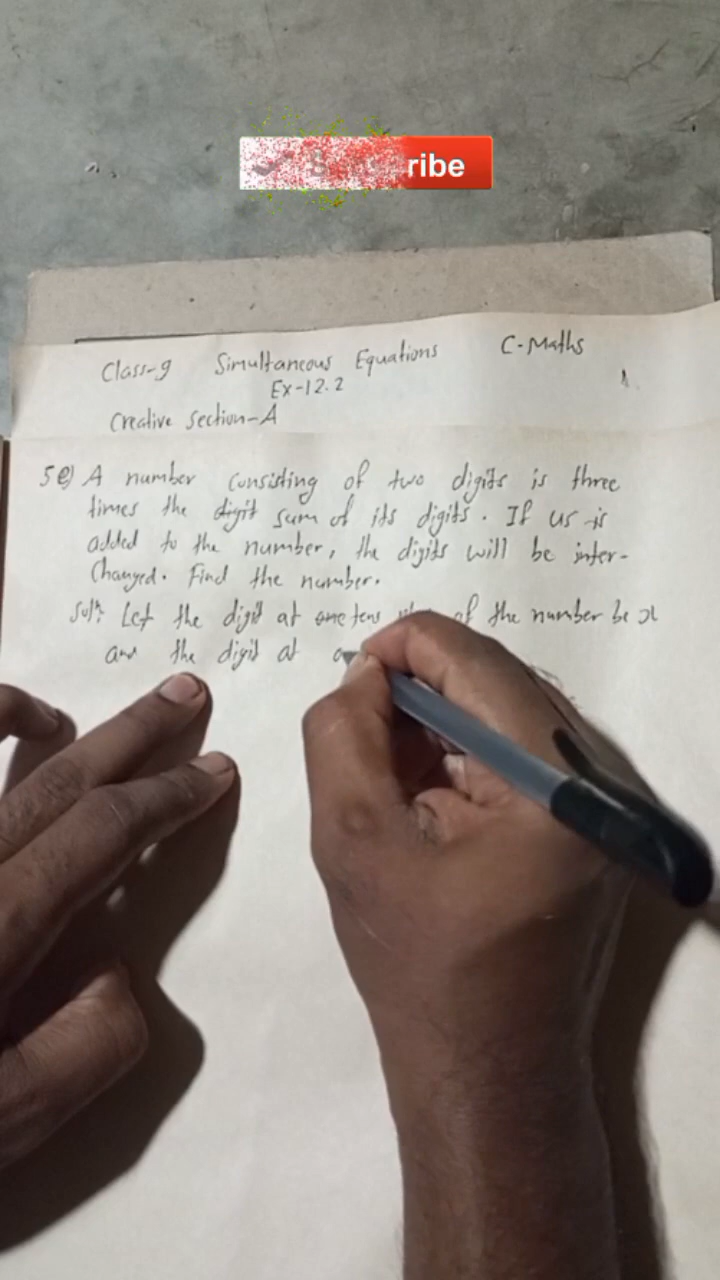 ribe
Class-9 Simultaneous Equations C-Maths
Ex-12.2
Creative section-A
5e) A number consisting of two digits is three
times the digit sum of its digits. If 45 is
added to the number, the digits will be inter-
changed. Find the number.
Solⁿ: Let the digit at tens of the number be x
and the digit at